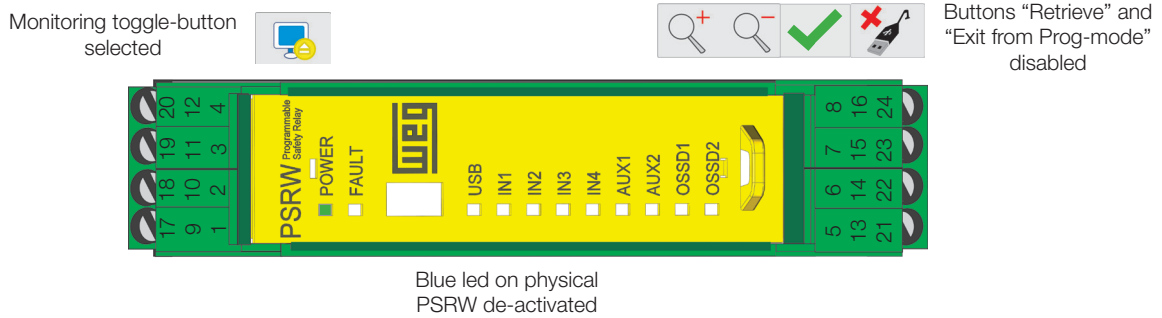 Monitoring toggle-button
selected
Buttons “Retrieve” and
“Exit from Prog-mode”
disabled
20 12 4
19 11 3
18 10 2
17 9 1
PSRW Programmable
Safety Relay
POWER
FAULT
WEG
USB
IN1
IN2
IN3
IN4
AUX1
AUX2
OSSD1
OSSD2
8 16 24
7 15 23
6 14 22
5 13 21
Blue led on physical
PSRW de-activated